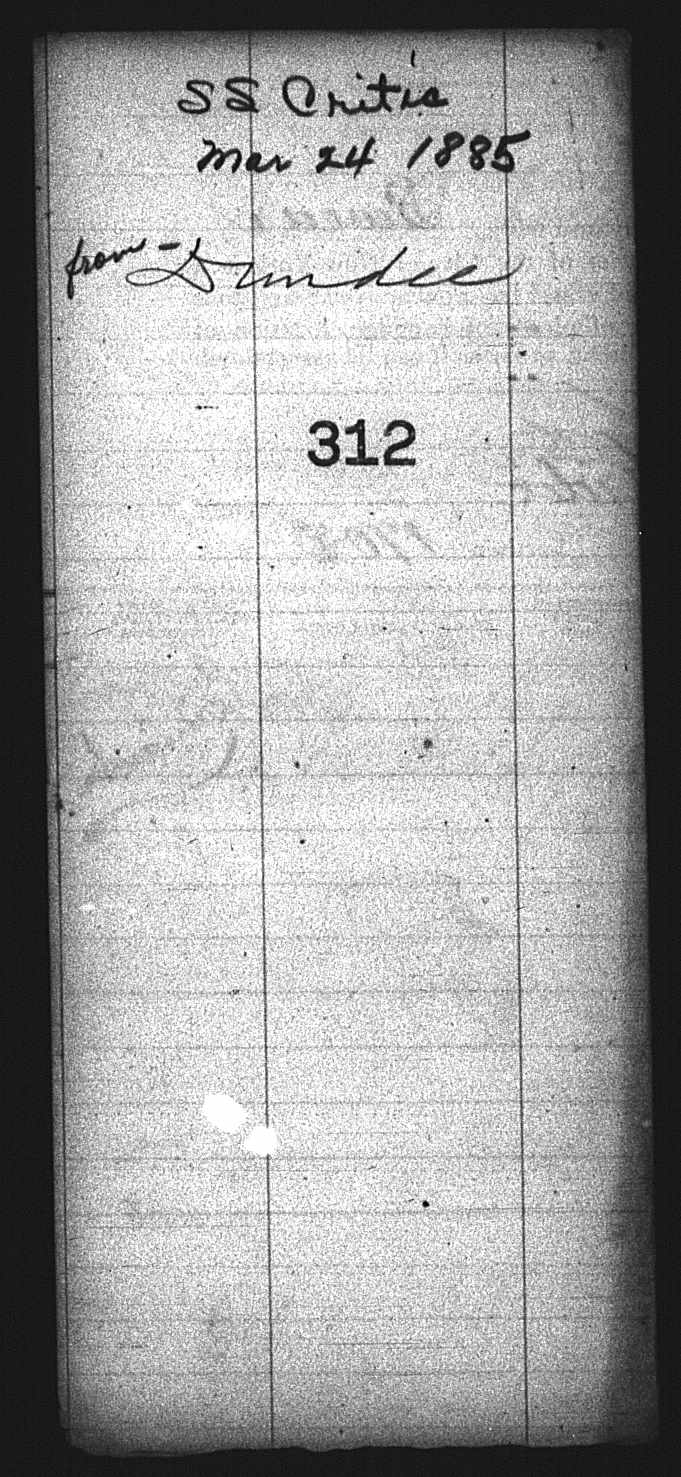 SS Critic
Mar 24 1885
from - Dundee
312